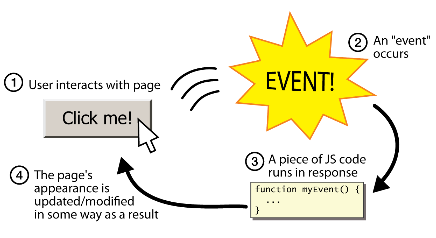 1 User interacts with page
Click me!
EVENT!
2 An "event"
occurs
3 A piece of JS code
runs in response
function myEvent() {
...
}
4 The page's
appearance is
updated/modified
in some way as a result